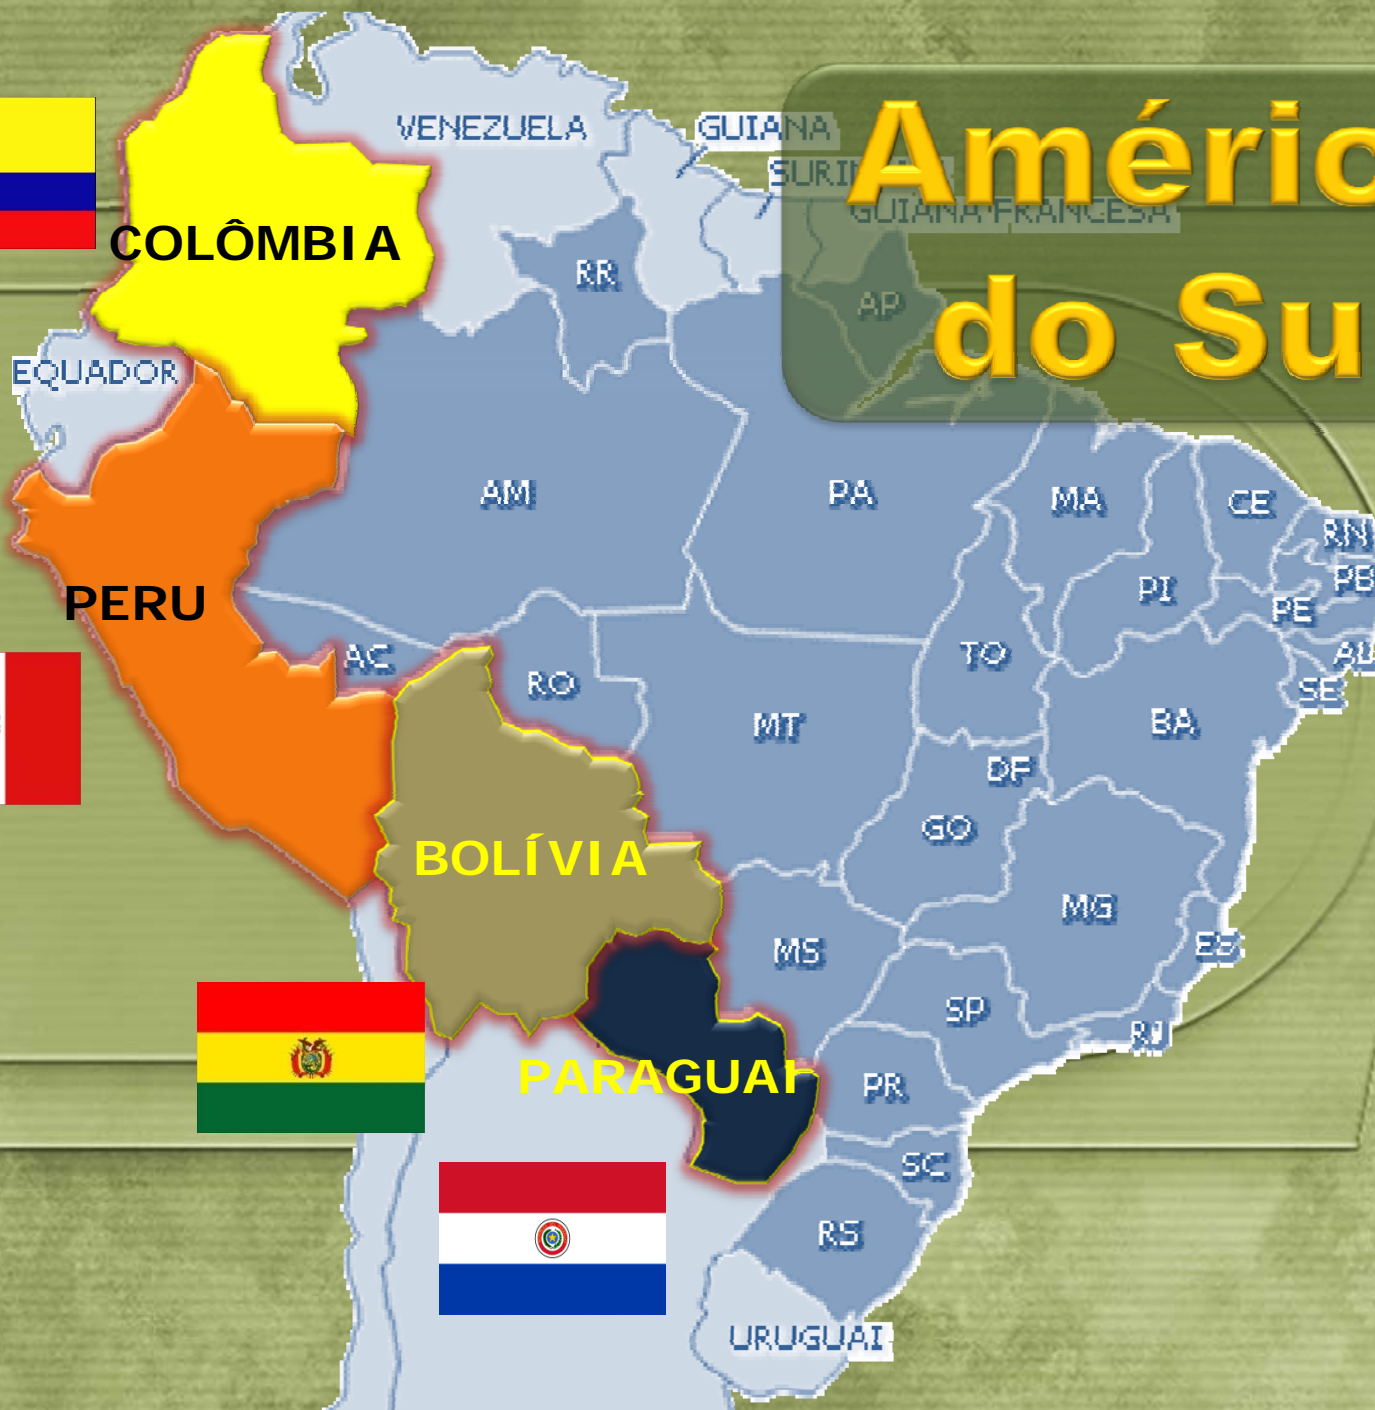 VENEZUELA
GUIANA
Améric
GUIANA FRANCESA
COLÔMBIA
RR
AP
do Su
EQUADOR
AM
PA
MA
CE
RN
PB
PI
PE
PERU
TO
AC
AL
RO
SE
MT
BA
DF
GO
BOLÍVIA
MG
ES
MS
SP
RJ
PARAGUAI
PR
SC
RS
URUGUAI